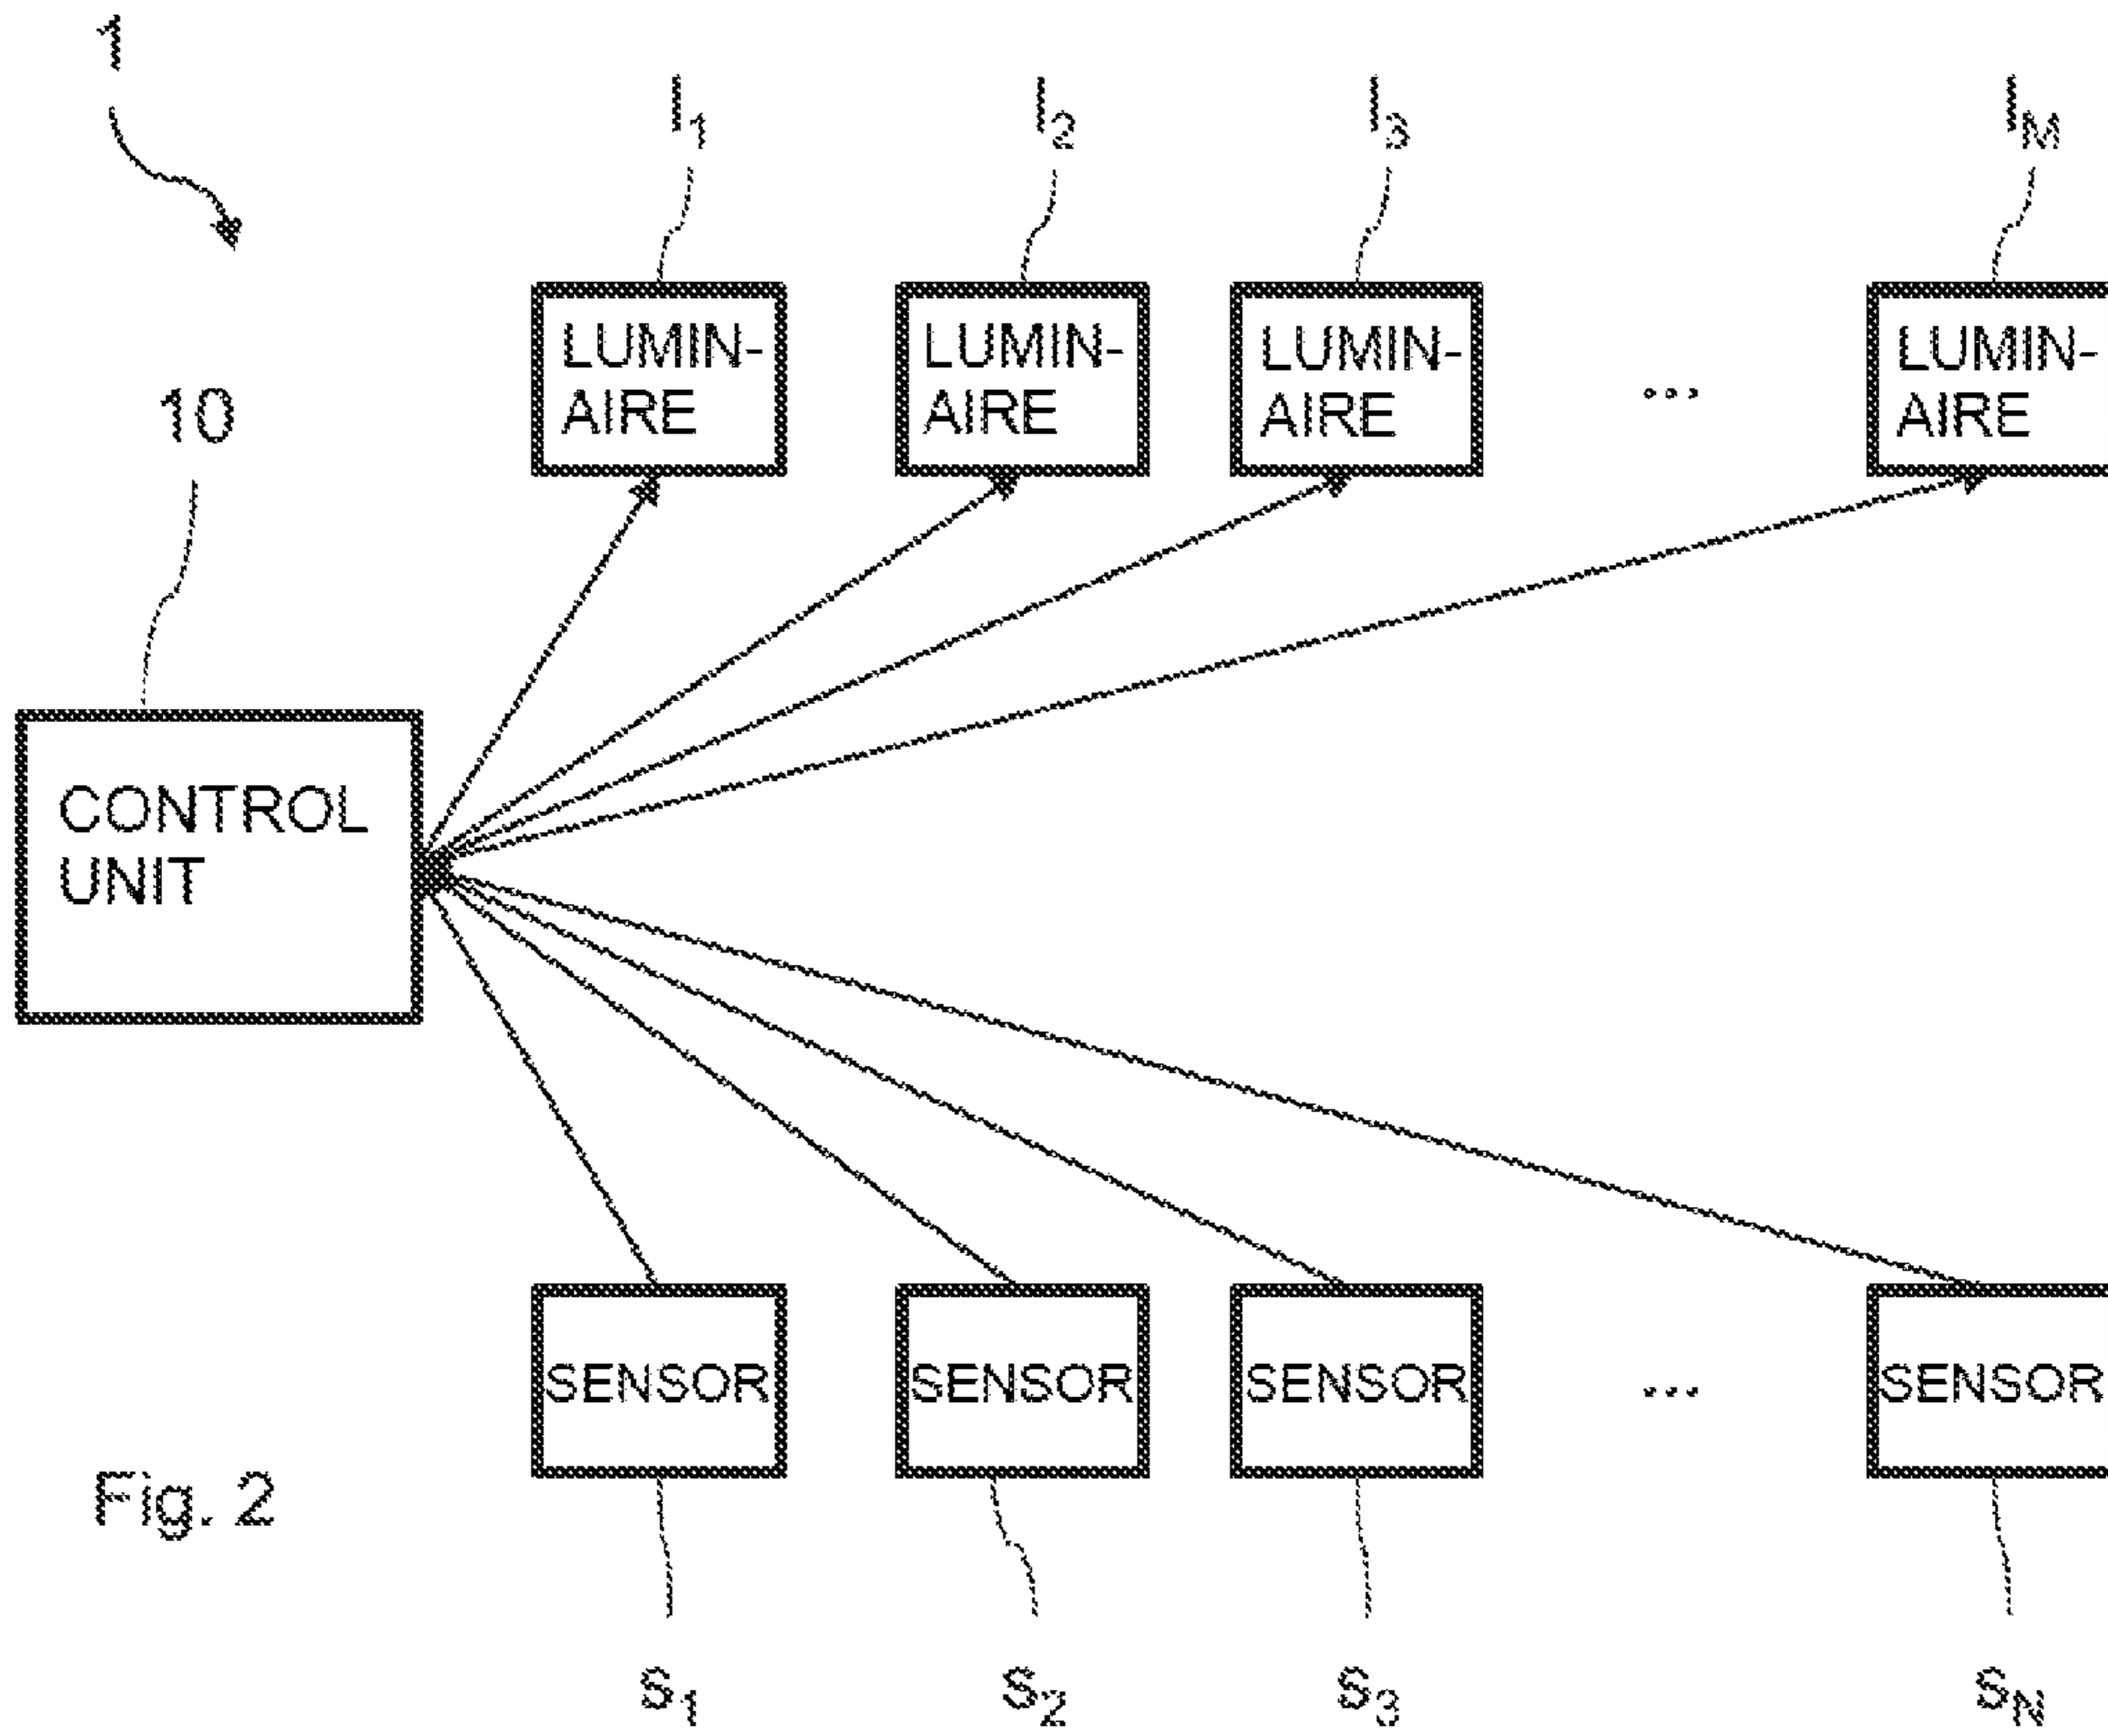 1
l1 l2 l3 lM
LUMIN- LUMIN- LUMIN- LUMIN-
AIRE AIRE AIRE ... AIRE
10
CONTROL
UNIT
SENSOR SENSOR SENSOR ... SENSOR
Fig. 2
s1 s2 s3 sN